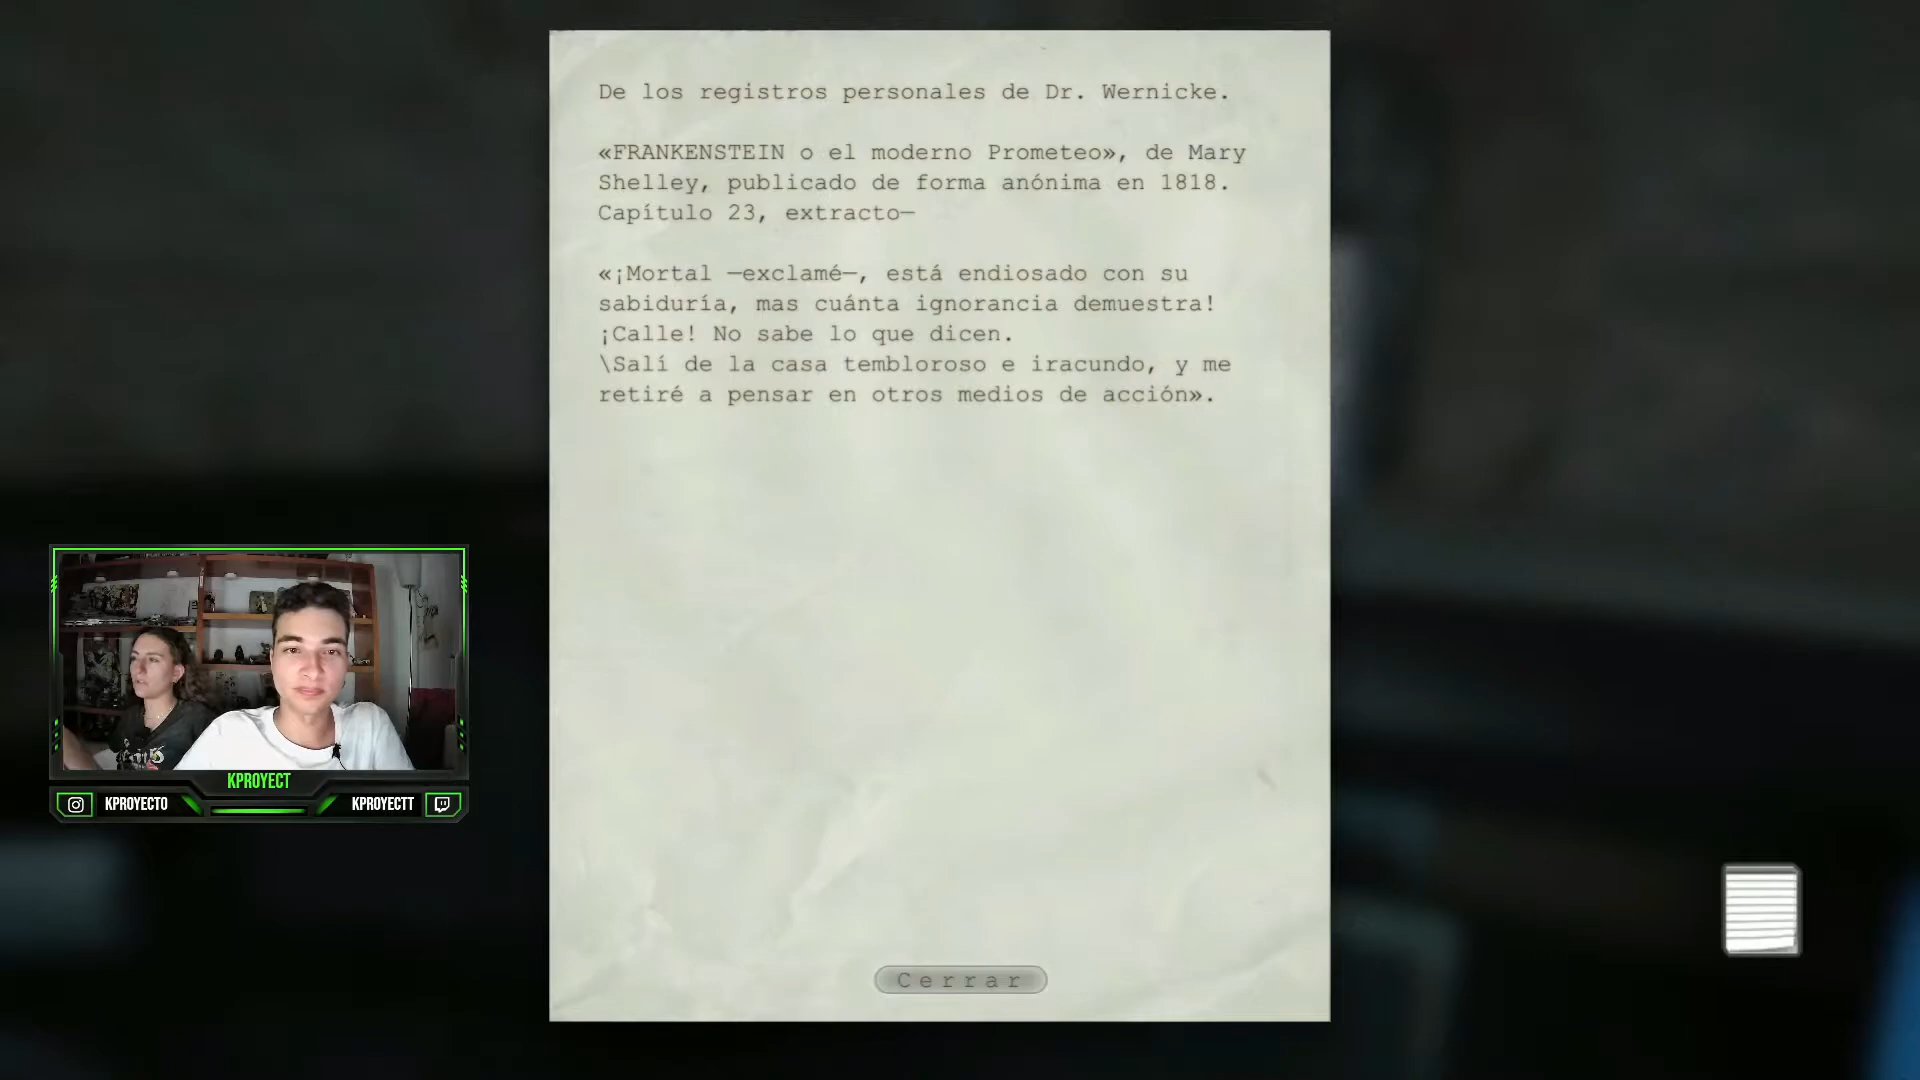 De los registros personales de Dr. Wernicke.
«FRANKENSTEIN o el moderno Prometeo», de Mary
Shelley, publicado de forma anónima en 1818.
Capítulo 23, extracto—
«¡Mortal —exclamé—, está endiosado con su
sabiduría, mas cuánta ignorancia demuestra!
¡Calle! No sabe lo que dicen.
\Salí de la casa tembloroso e iracundo, y me
retiré a pensar en otros medios de acción».
Cerrar
KPROYECT
KPROYECTO
KPROYECTT